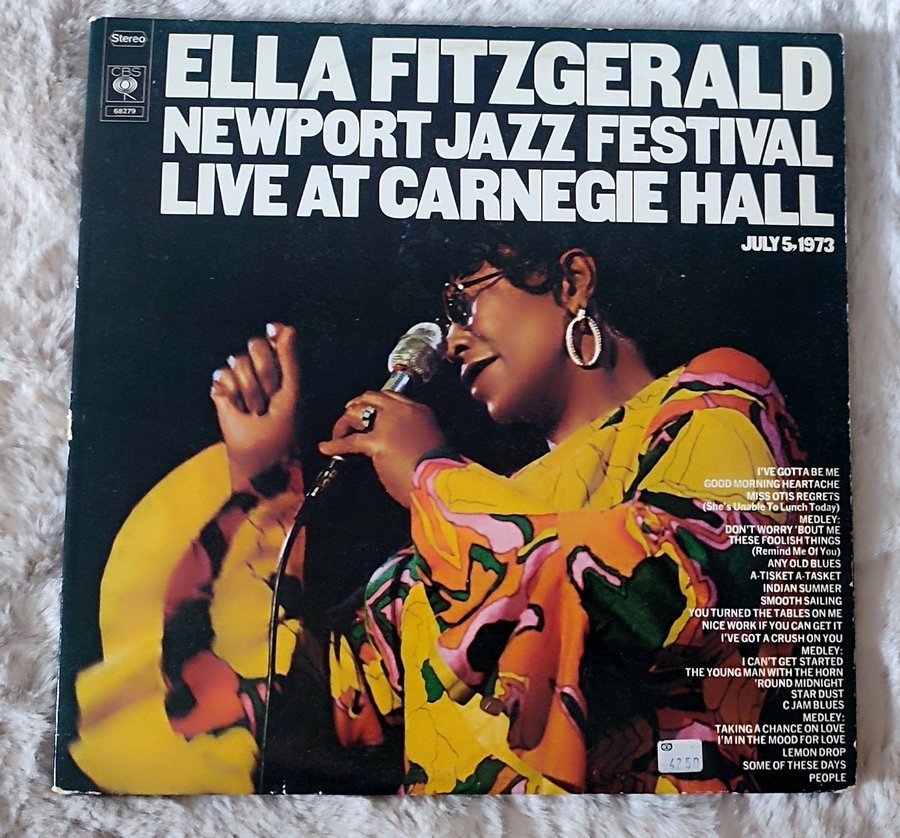 Stereo
CBS
68279
ELLA FITZGERALD
NEWPORT JAZZ FESTIVAL
LIVE AT CARNEGIE HALL
JULY 5, 1973
I'VE GOTTA BE ME
GOOD MORNING HEARTACHE
MISS OTIS REGRETS
(She's Unable To Lunch Today)
MEDLEY:
DON'T WORRY 'BOUT ME
THESE FOOLISH THINGS
(Remind Me Of You)
ANY OLD BLUES
A-TISKET A-TASKET
INDIAN SUMMER
SMOOTH SAILING
YOU TURNED THE TABLES ON ME
NICE WORK IF YOU CAN GET IT
I'VE GOT A CRUSH ON YOU
MEDLEY:
I CAN'T GET STARTED
THE YOUNG MAN WITH THE HORN
'ROUND MIDNIGHT
STAR DUST
C JAM BLUES
MEDLEY:
TAKING A CHANCE ON LOVE
I'M IN THE MOOD FOR LOVE
LEMON DROP
SOME OF THESE DAYS
PEOPLE
4250